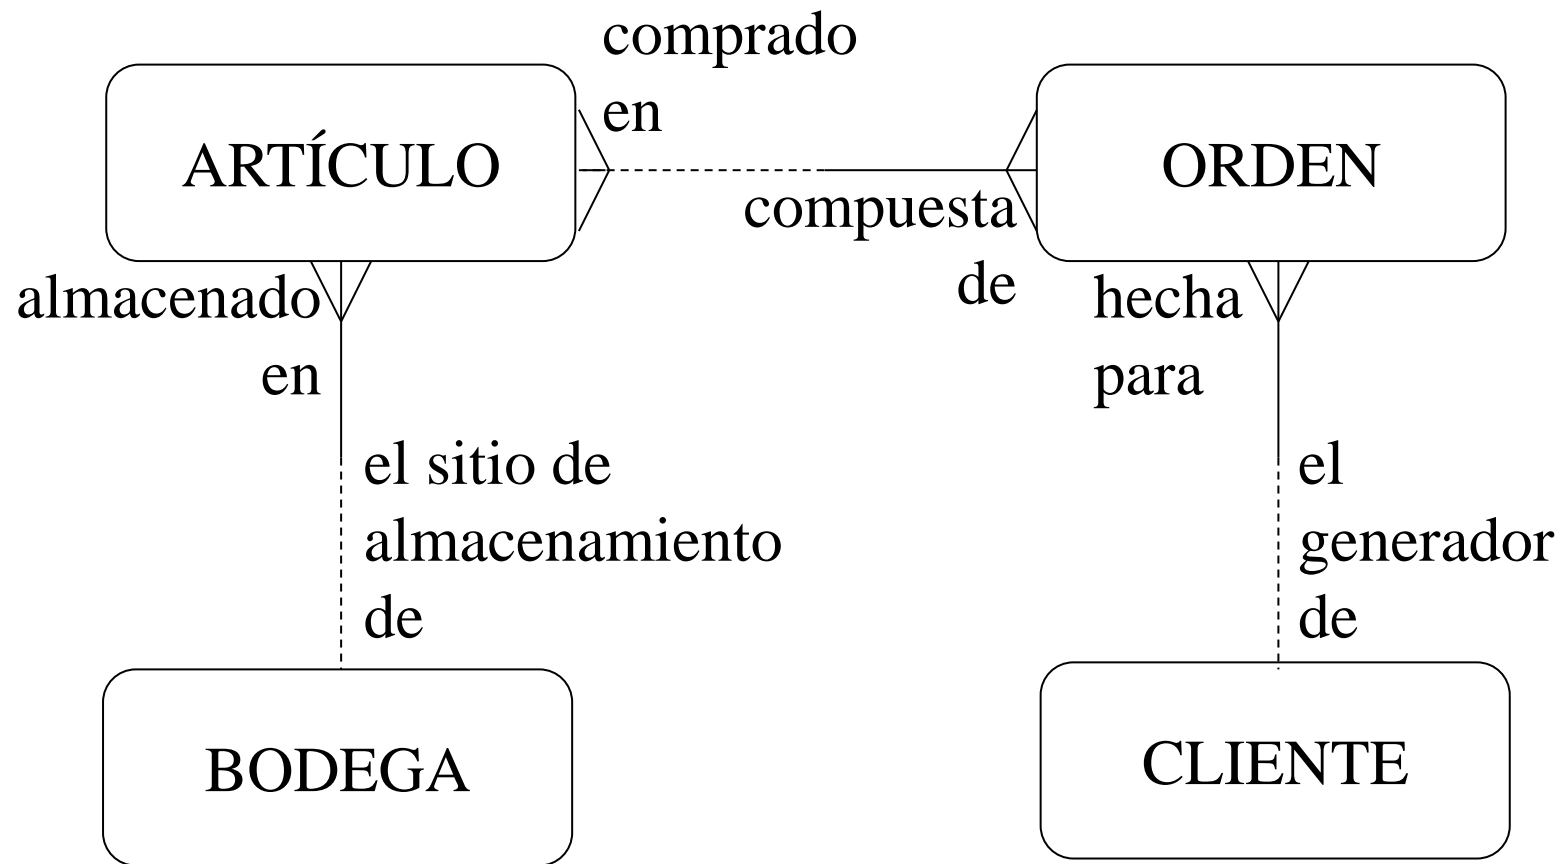 comprado
en
ARTÍCULO
ORDEN
compuesta
de
almacenado
en
hecha
para
el sitio de
almacenamiento
de
el
generador
de
BODEGA
CLIENTE